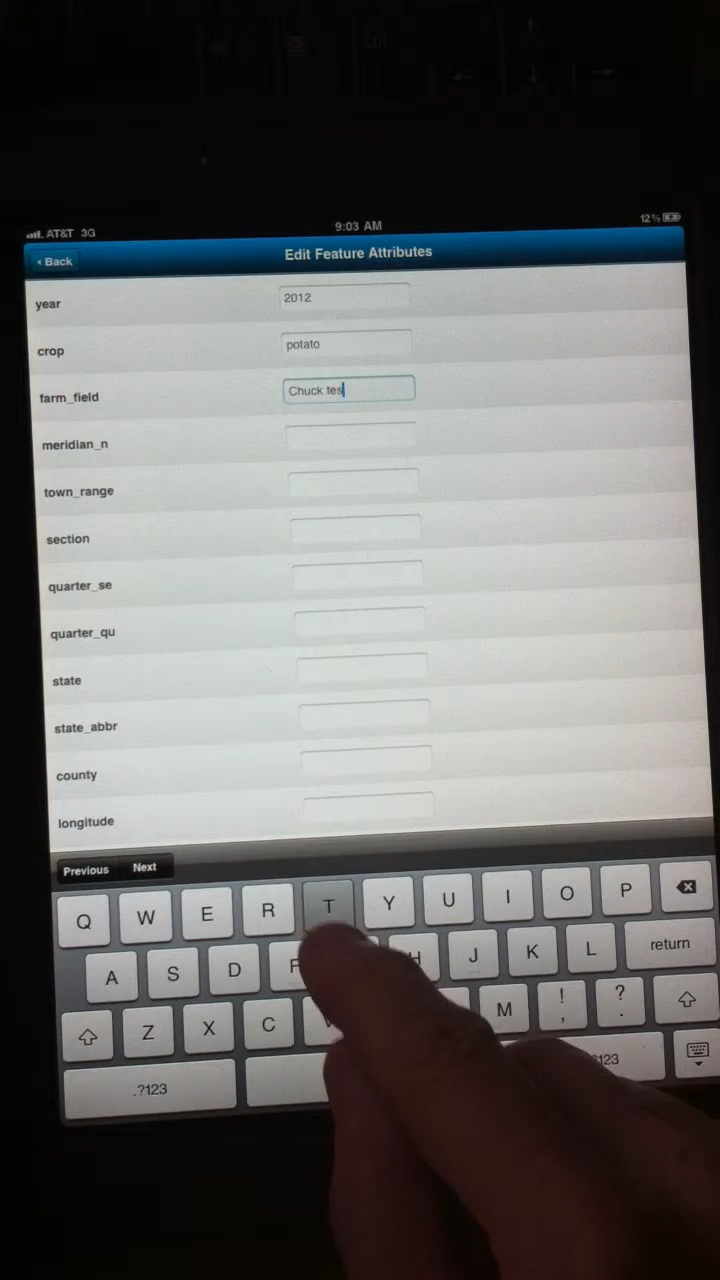 AT&T 3G 9:03 AM 12%
Back Edit Feature Attributes
year 2012
crop potato
farm_field Chuck tes
meridian_n
town_range
section
quarter_se
quarter_qu
state
state_abbr
county
longitude
Previous Next
Q W E R T Y U I O P
A S D F H J K L return
Z X C V M ! , ? .
.?123